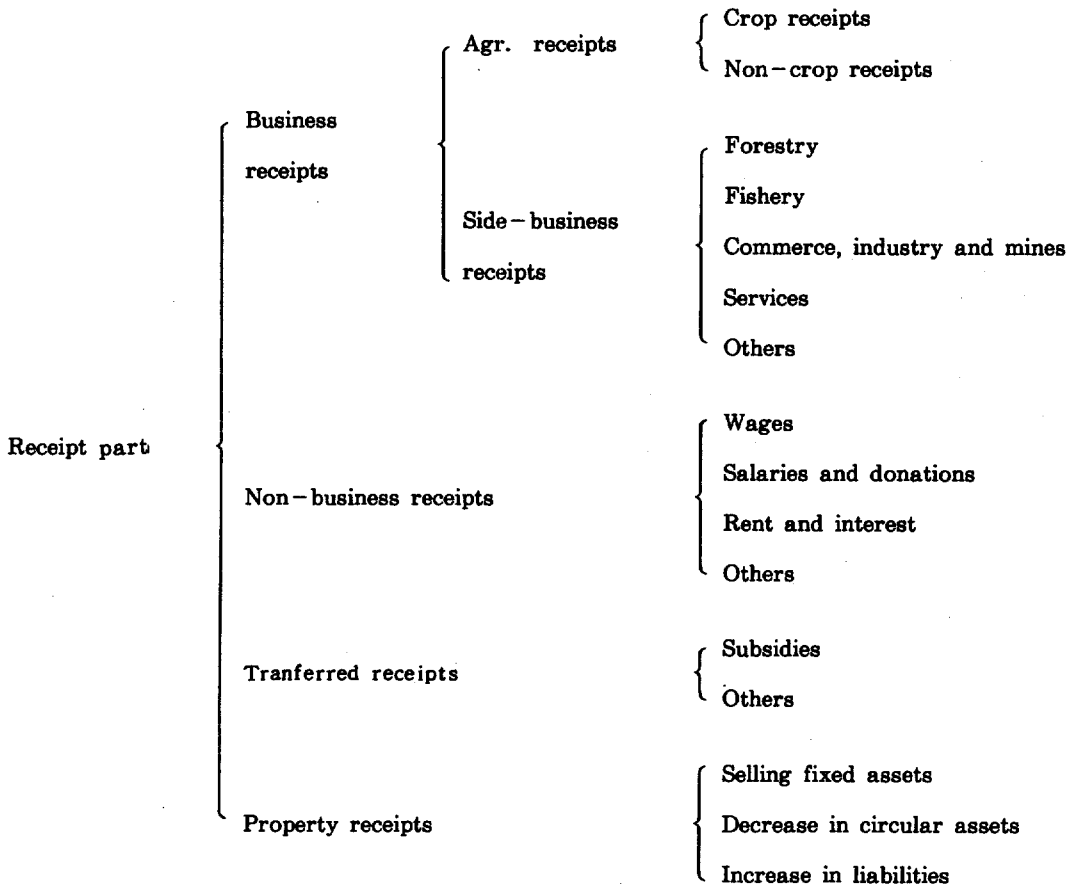 Crop receipts
Agr. receipts
Non-crop receipts
Business
receipts
Forestry
Fishery
Side-business
receipts
Commerce, industry and mines
Services
Others
Receipt part
Wages
Salaries and donations
Non-business receipts
Rent and interest
Others
Subsidies
Tranferred receipts
Others
Selling fixed assets
Property receipts
Decrease in circular assets
Increase in liabilities